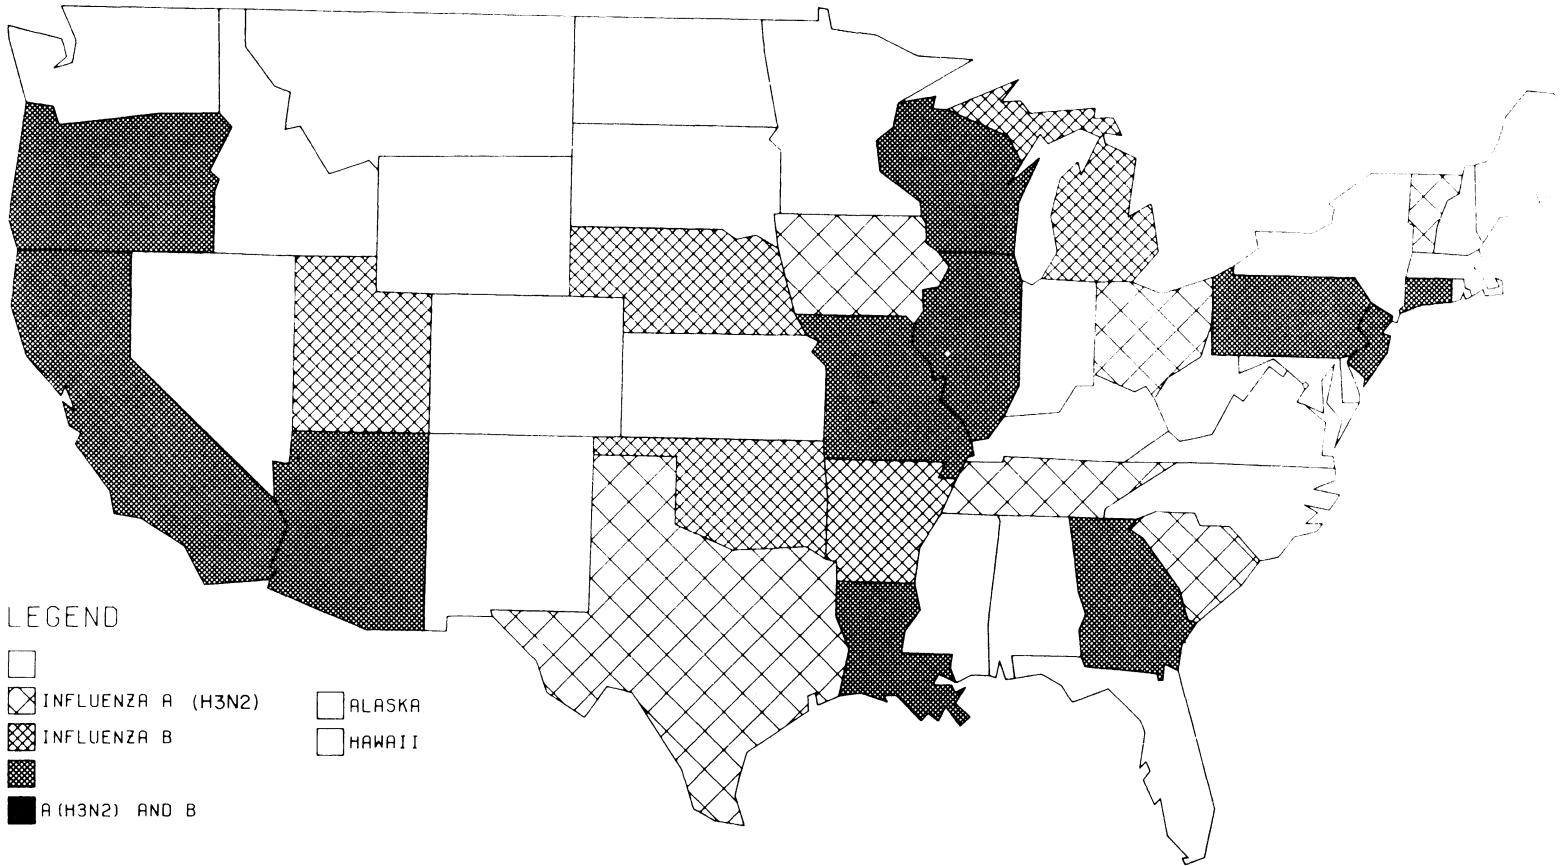 LEGEND
INFLUENZA A (H3N2)
INFLUENZA B
A(H3N2) AND B
ALASKA
HAWAII